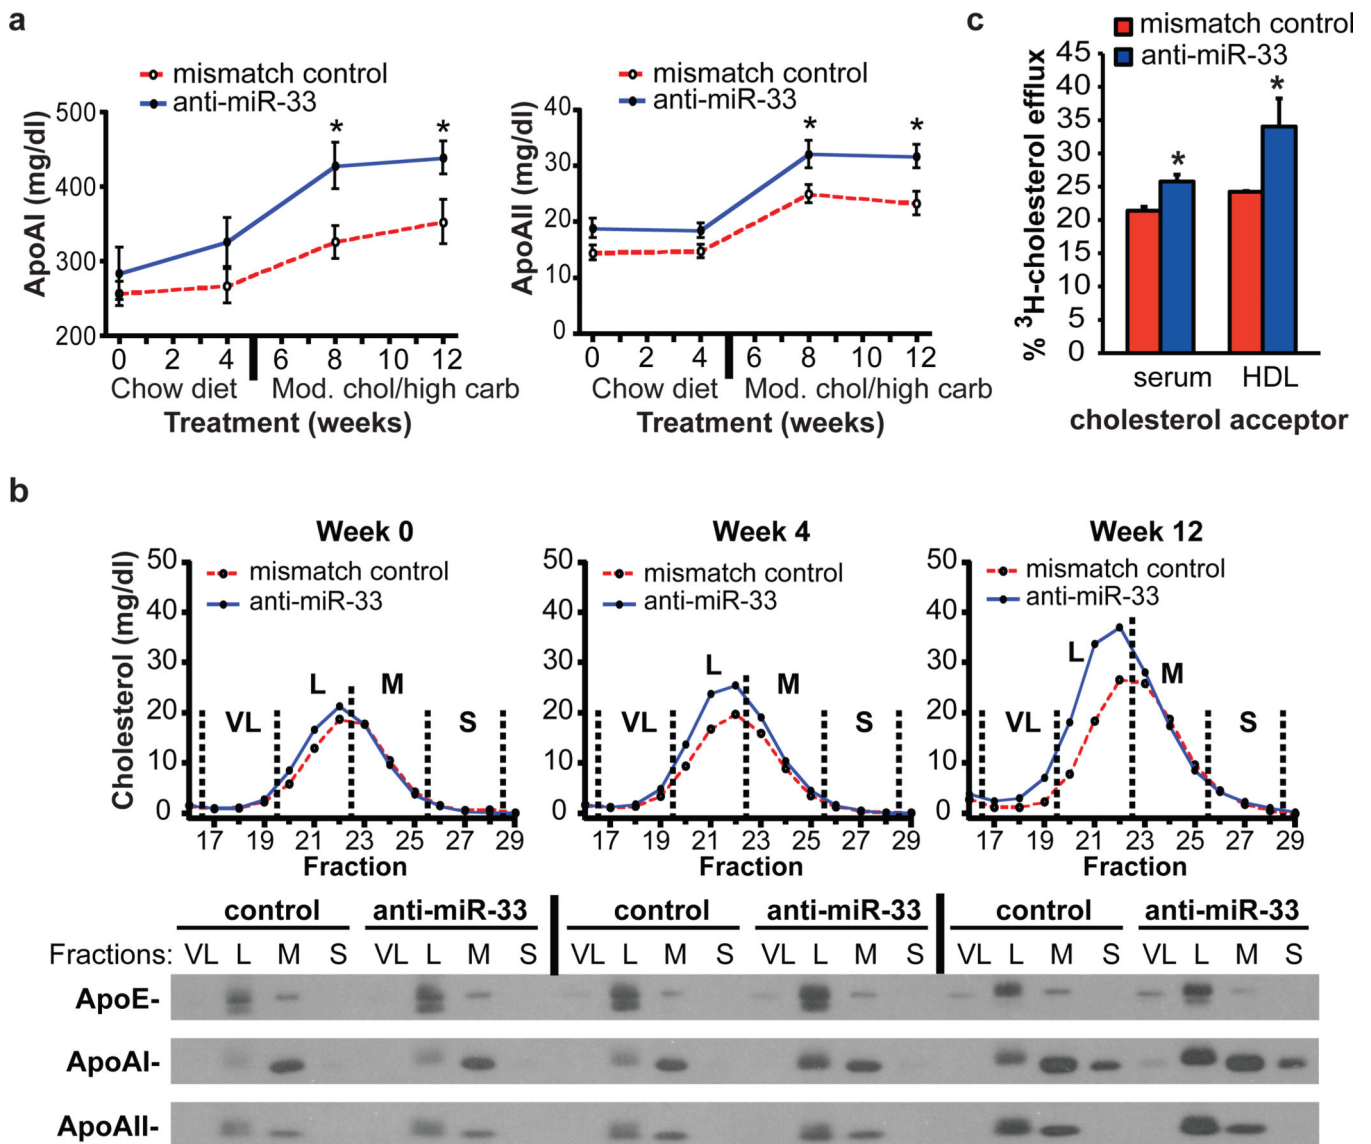 a
mismatch control
anti-miR-33
ApoAI (mg/dl)
500
400
300
200
* *
0 2 4 6 8 10 12
Chow diet Mod. chol/high carb
Treatment (weeks)
mismatch control
anti-miR-33
ApoAII (mg/dl)
40
30
20
10
0
* *
0 2 4 6 8 10 12
Chow diet Mod. chol/high carb
Treatment (weeks)
c
mismatch control
anti-miR-33
% ³H-cholesterol efflux
45
40
35
30
25
20
15
10
5
0
* *
serum HDL
cholesterol acceptor
b
Cholesterol (mg/dl)
Week 0
50
40
30
20
10
0
mismatch control
anti-miR-33
VL L M S
17 19 21 23 25 27 29
Fraction
Week 4
50
40
30
20
10
0
mismatch control
anti-miR-33
VL L M S
17 19 21 23 25 27 29
Fraction
Week 12
50
40
30
20
10
0
mismatch control
anti-miR-33
VL L M S
17 19 21 23 25 27 29
Fraction
control anti-miR-33 control anti-miR-33 control anti-miR-33
Fractions: VL L M S VL L M S VL L M S VL L M S VL L M S VL L M S
ApoE-
ApoAI-
ApoAII-